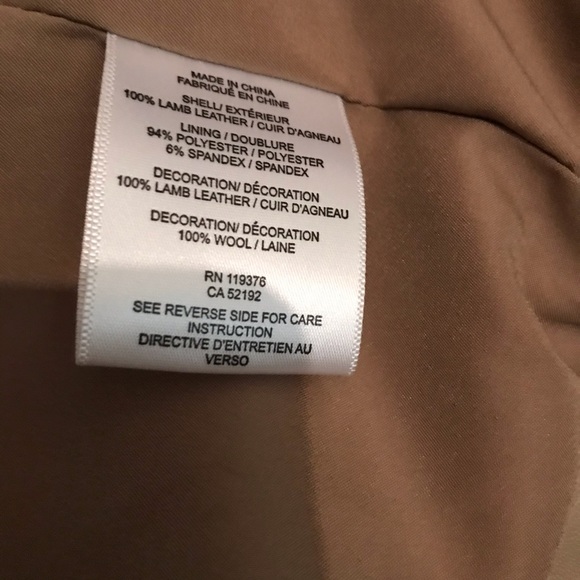 MADE IN CHINA
FABRIQUÉ EN CHINE
SHELL/ EXTÉRIEUR
100% LAMB LEATHER / CUIR D'AGNEAU
LINING / DOUBLURE
94% POLYESTER / POLYESTER
6% SPANDEX / SPANDEX
DECORATION/ DÉCORATION
100% LAMB LEATHER / CUIR D'AGNEAU
DECORATION/ DÉCORATION
100% WOOL / LAINE
RN 119376
CA 52192
SEE REVERSE SIDE FOR CARE
INSTRUCTION
DIRECTIVE D'ENTRETIEN AU
VERSO